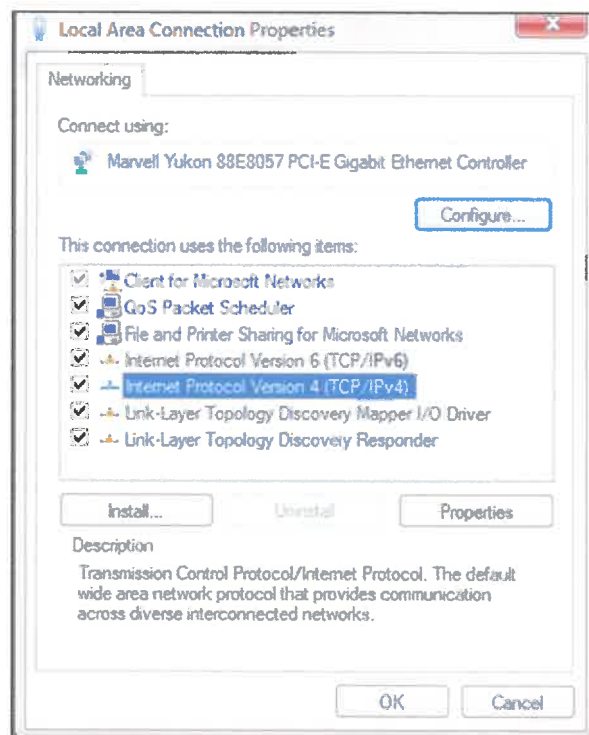 Local Area Connection Properties
Networking
Connect using:
Marvell Yukon 88E8057 PCI-E Gigabit Ethernet Controller
Configure...
This connection uses the following items:
Client for Microsoft Networks
QoS Packet Scheduler
File and Printer Sharing for Microsoft Networks
Internet Protocol Version 6 (TCP/IPv6)
Internet Protocol Version 4 (TCP/IPv4)
Link-Layer Topology Discovery Mapper I/O Driver
Link-Layer Topology Discovery Responder
Install...
Uninstall
Properties
Description
Transmission Control Protocol/Internet Protocol. The default
wide area network protocol that provides communication
across diverse interconnected networks.
OK
Cancel